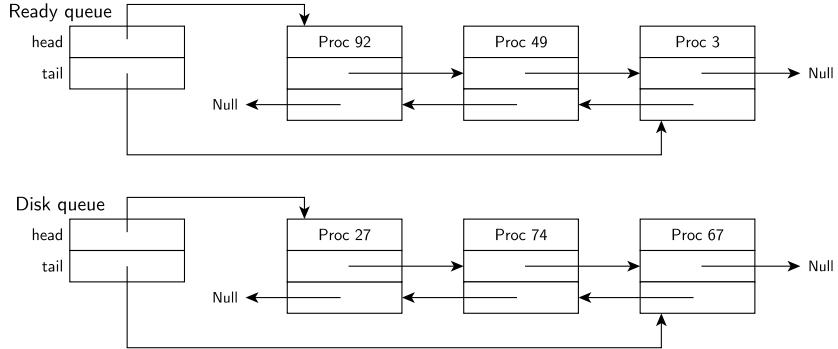 Ready queue
head Proc 92 Proc 49 Proc 3
tail Null
Null
Disk queue
head Proc 27 Proc 74 Proc 67
tail Null
Null